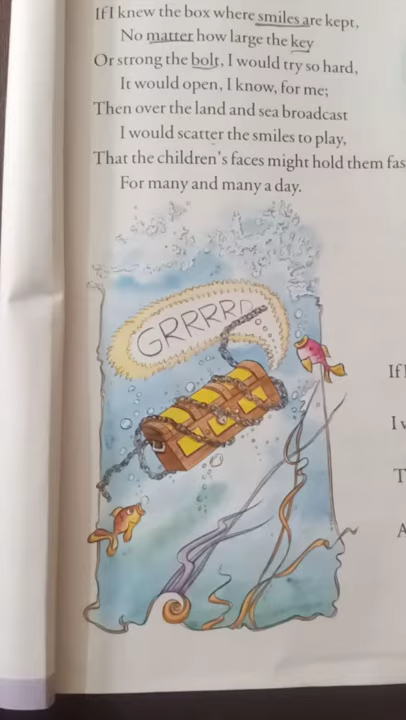 If I knew the box where smiles are kept,
No matter how large the key
Or strong the bolt, I would try so hard,
It would open, I know, for me;
Then over the land and sea broadcast
I would scatter the smiles to play,
That the children's faces might hold them fas
For many and many a day.
GRRRR
If I
I
T
A